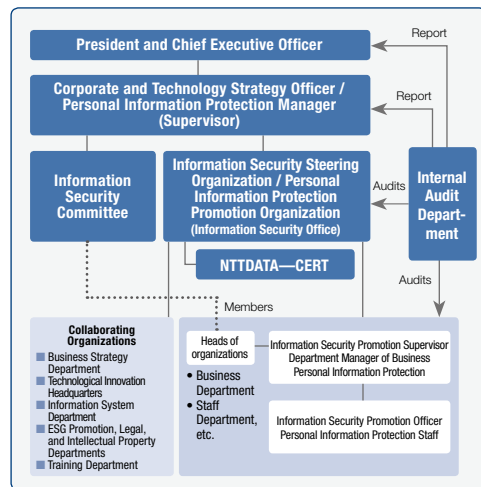 President and Chief Executive Officer
Report
Corporate and Technology Strategy Officer /
Personal Information Protection Manager
(Supervisor)
Report
Information
Security
Committee
Information Security Steering
Organization / Personal
Information Protection
Promotion Organization
(Information Security Office)
Audits
Internal
Audit
Depart-
ment
NTTDATA—CERT
Audits
Members
Collaborating
Organizations
Business Strategy
Department
Technological Innovation
Headquarters
Information System
Department
ESG Promotion, Legal,
and Intellectual Property
Departments
Training Department
Heads of
organizations
• Business
Department
• Staff
Department,
etc.
Information Security Promotion Supervisor
Department Manager of Business
Personal Information Protection
Information Security Promotion Officer
Personal Information Protection Staff